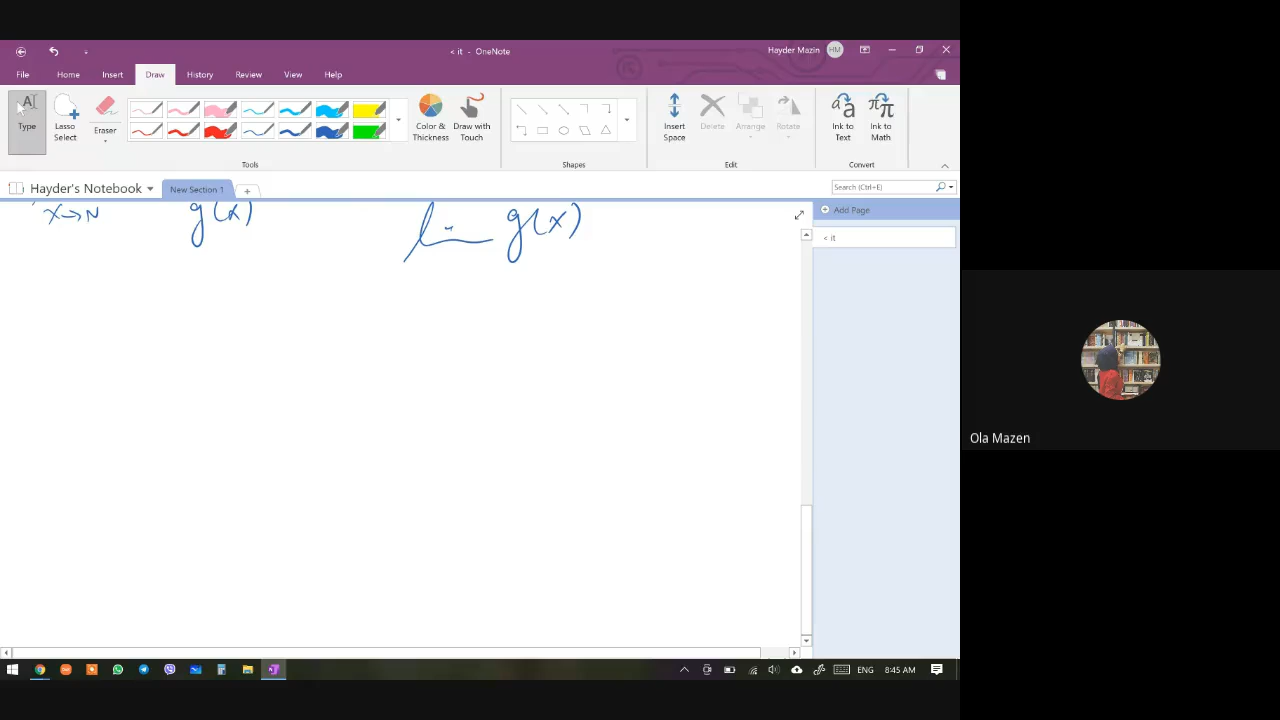 < it - OneNote
Hayder Mazin HM
File Home Insert Draw History Review View Help
Type
Lasso Select
Eraser
Color & Thickness
Draw with Touch
Insert Space
Delete
Arrange
Rotate
Ink to Text
Ink to Math
Tools Shapes Edit Convert
Hayder's Notebook New Section 1 +
Search (Ctrl+E)
Add Page
< it
x→N g(x) lim g(x)
Ola Mazen
ENG 8:45 AM